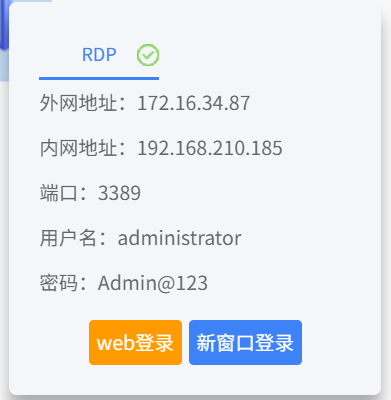 RDP
外网地址：172.16.34.87
内网地址：192.168.210.185
端口：3389
用户名：administrator
密码：Admin@123
web登录 新窗口登录